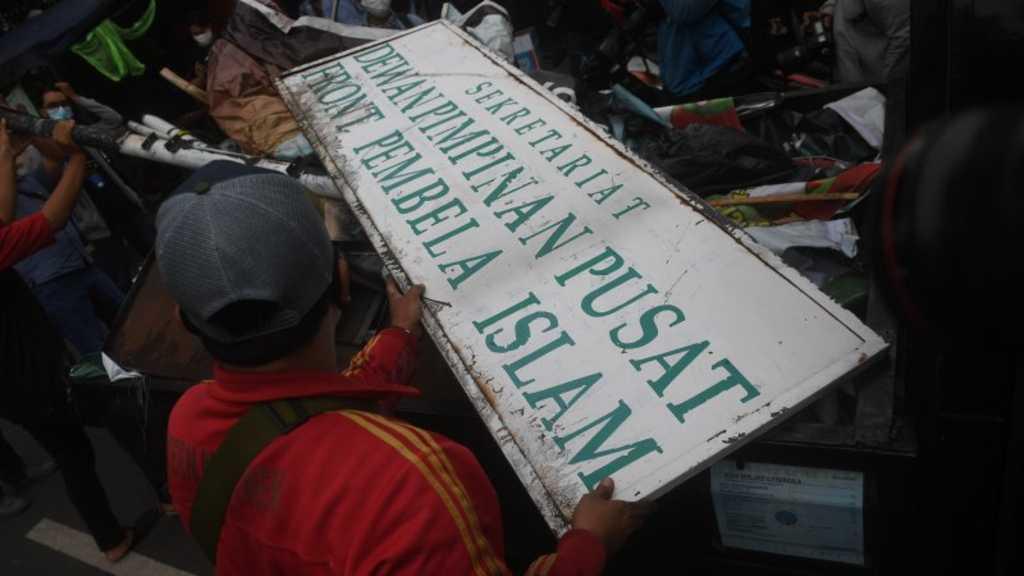 SEKRETARIAT
DEWAN PIMPINAN PUSAT
FRONT PEMBELA ISLAM